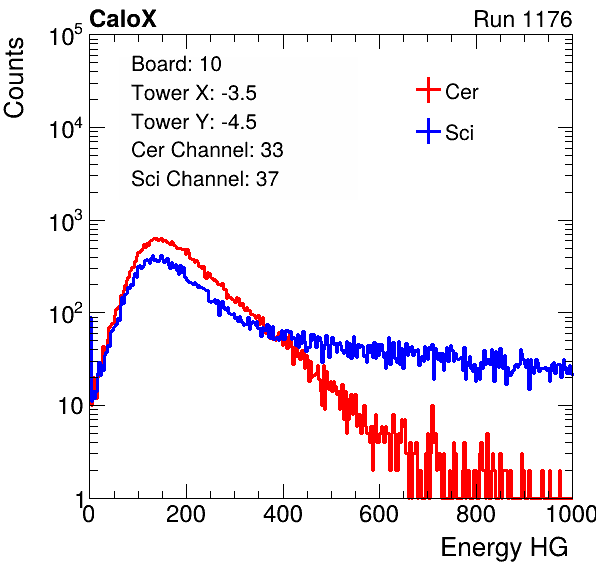 CaloX Run 1176
Counts
Board: 10
Tower X: -3.5
Tower Y: -4.5
Cer Channel: 33
Sci Channel: 37
Cer
Sci
10^5
10^4
10^3
10^2
10
1
0 200 400 600 800 1000
Energy HG